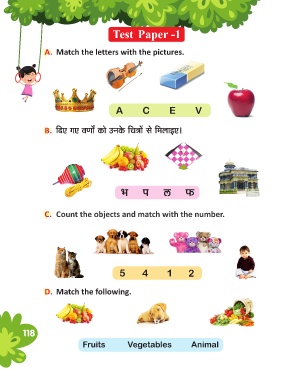 Test Paper -1
A. Match the letters with the pictures.
A C E V
B. दिए गए वर्णों को उनके चित्रों से मिलाइए।
भ प ल फ
C. Count the objects and match with the number.
5 4 1 2
D. Match the following.
118
Fruits Vegetables Animal